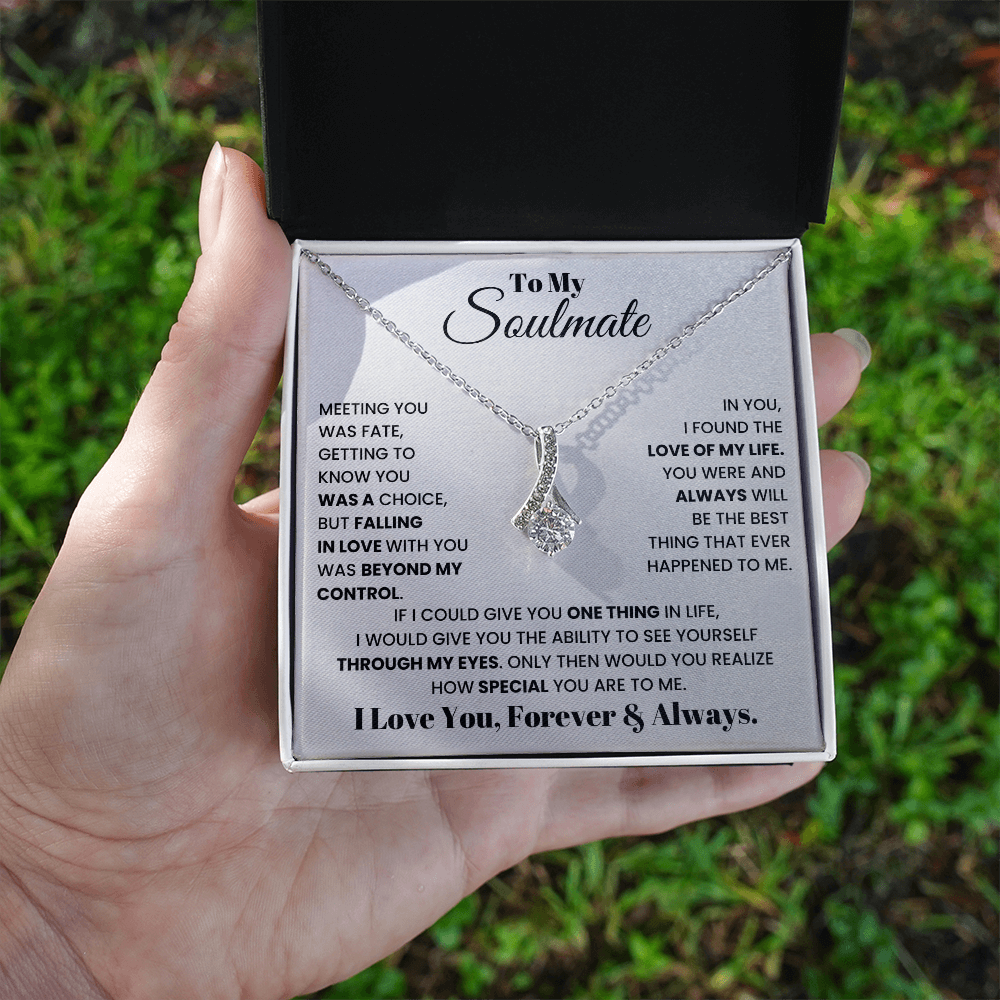 To My
Soulmate
MEETING YOU
WAS FATE,
GETTING TO
KNOW YOU
WAS A CHOICE,
BUT FALLING
IN LOVE WITH YOU
WAS BEYOND MY
CONTROL.
IN YOU,
I FOUND THE
LOVE OF MY LIFE.
YOU WERE AND
ALWAYS WILL
BE THE BEST
THING THAT EVER
HAPPENED TO ME.
IF I COULD GIVE YOU ONE THING IN LIFE,
I WOULD GIVE YOU THE ABILITY TO SEE YOURSELF
THROUGH MY EYES. ONLY THEN WOULD YOU REALIZE
HOW SPECIAL YOU ARE TO ME.
I Love You, Forever & Always.